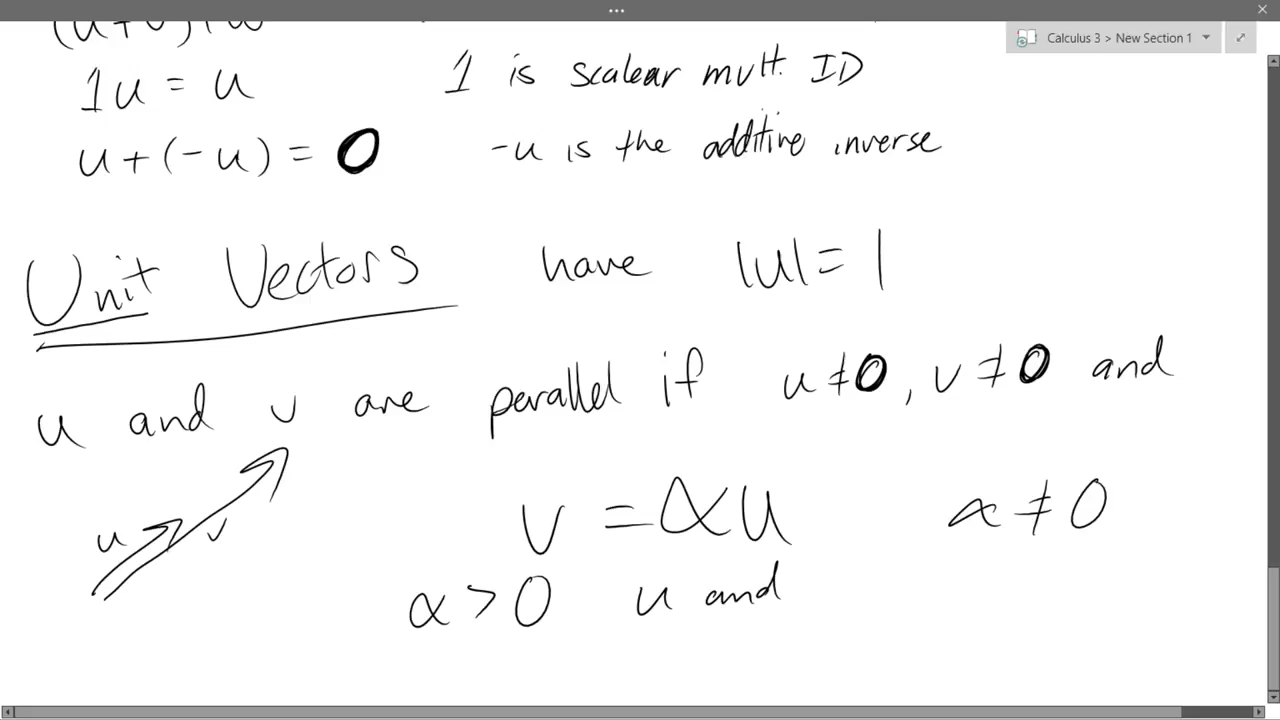 Calculus 3 > New Section 1
(u+v)+w
1u = u 1 is scalear mult. ID
u+(-u) = 0 -u is the additive inverse
Unit Vectors have |u| = 1
u and v are perallel if u≠0, v≠0 and
u v
v = αu α ≠ 0
α > 0 u and